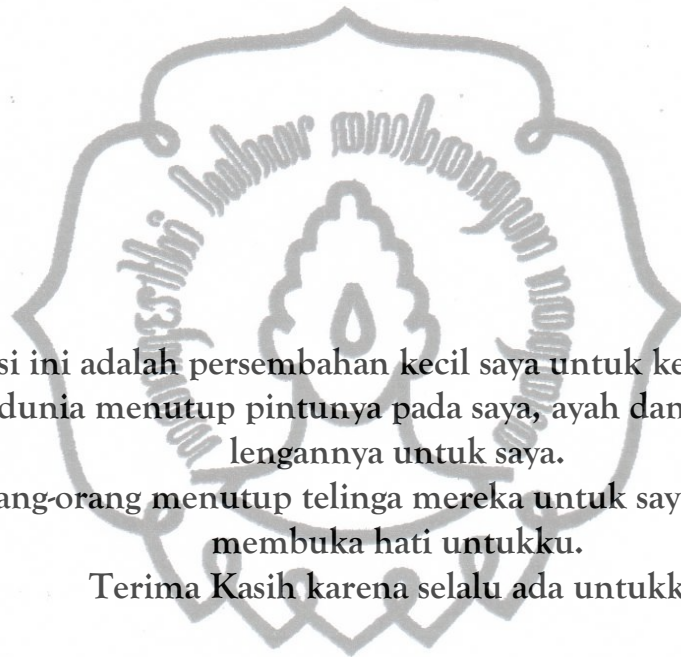 si ini adalah persembahan kecil saya untuk ke
dunia menutup pintunya pada saya, ayah dan
lengannya untuk saya.
ang-orang menutup telinga mereka untuk say
membuka hati untukku.
Terima Kasih karena selalu ada untukk